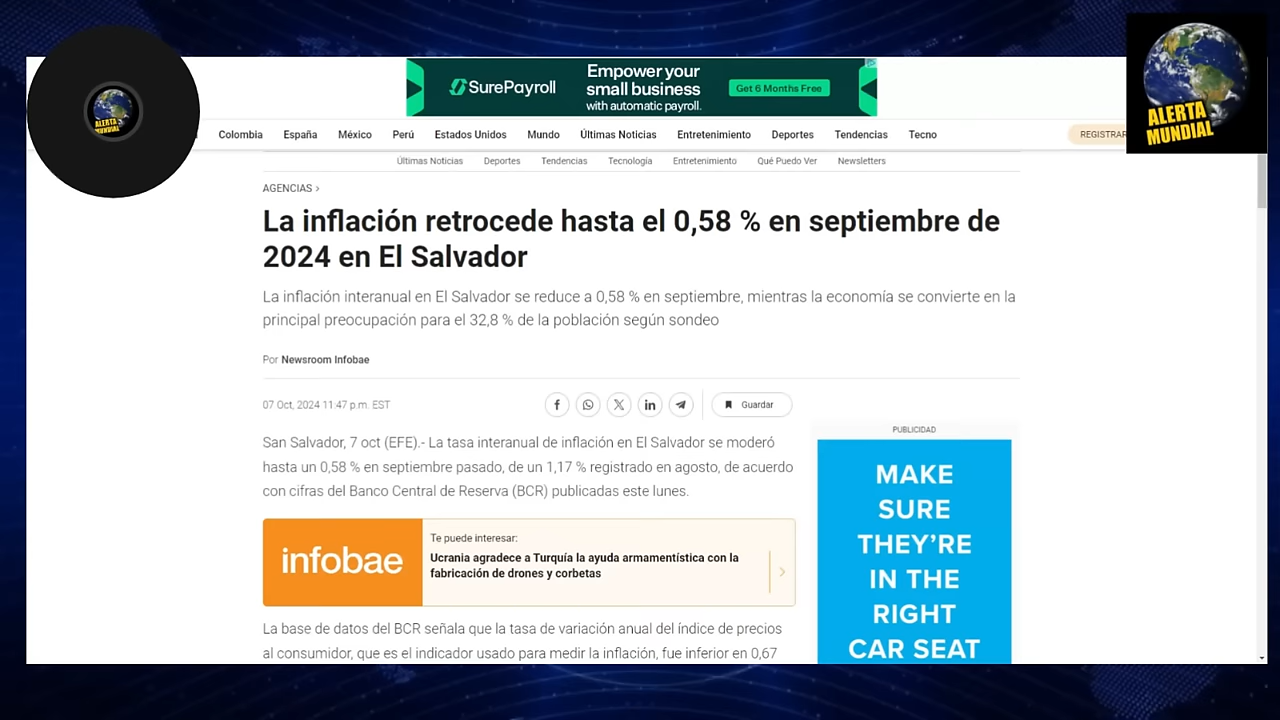 SurePayroll
Empower your
small business
with automatic payroll.
Get 6 Months Free
ALERTA
MUNDIAL
ALERTA
MUNDIAL
Colombia España México Perú Estados Unidos Mundo Últimas Noticias Entretenimiento Deportes Tendencias Tecno
REGISTRAR
Últimas Noticias Deportes Tendencias Tecnología Entretenimiento Qué Puedo Ver Newsletters
AGENCIAS >
La inflación retrocede hasta el 0,58 % en septiembre de
2024 en El Salvador
La inflación interanual en El Salvador se reduce a 0,58 % en septiembre, mientras la economía se convierte en la
principal preocupación para el 32,8 % de la población según sondeo
Por Newsroom Infobae
07 Oct, 2024 11:47 p.m. EST
Guardar
San Salvador, 7 oct (EFE).- La tasa interanual de inflación en El Salvador se moderó
hasta un 0,58 % en septiembre pasado, de un 1,17 % registrado en agosto, de acuerdo
con cifras del Banco Central de Reserva (BCR) publicadas este lunes.
infobae
Te puede interesar:
Ucrania agradece a Turquía la ayuda armamentística con la
fabricación de drones y corbetas
La base de datos del BCR señala que la tasa de variación anual del índice de precios
al consumidor, que es el indicador usado para medir la inflación, fue inferior en 0,67
PUBLICIDAD
MAKE
SURE
THEY'RE
IN THE
RIGHT
CAR SEAT